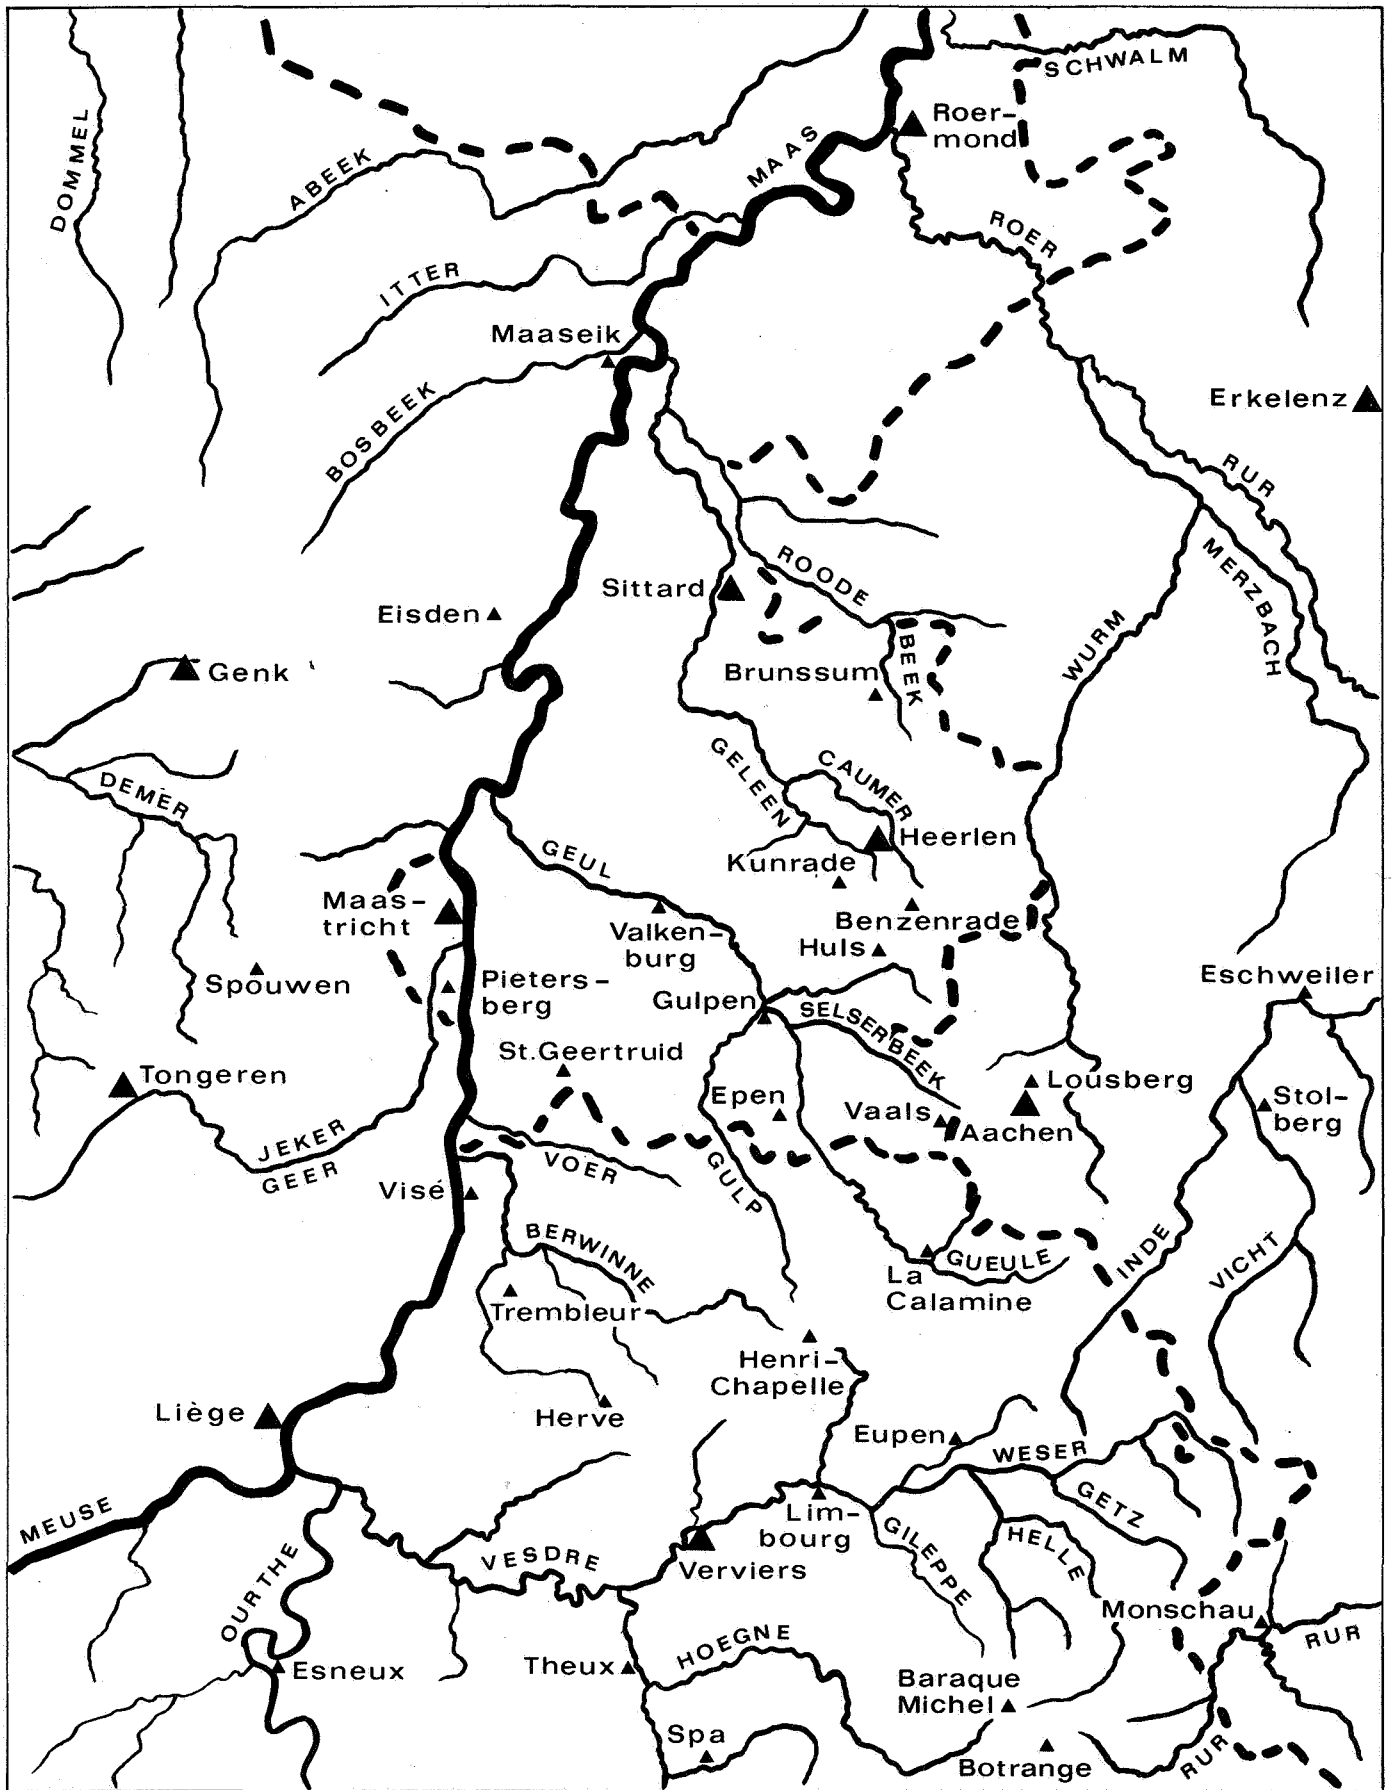 SCHWALM
Roer-
mond
DOMMEL
MAAS
ABEEK
ROER
ITTER
Maaseik
BOSBEEK
Erkelenz
RUR
ROODE
BEEK
MERZBACH
Sittard
Eisden
WURM
Genk
Brunssum
GELEEN
CAUMER
DEMER
Heerlen
GEUL
Kunrade
Maas-
tricht
Benzenrade
Valken-
burg
Huls
Spouwen
Pieters-
berg
Gulpen
SELSERBEEK
Eschweiler
St.Geertruid
Tongeren
Lousberg
Epen
Vaals
Aachen
Stol-
berg
JEKER
GEER
VOER
GULP
Visé
BERWINNE
GUEULE
INDE
VICHT
La
Calamine
Trembleur
Henri-
Chapelle
Liège
Herve
Eupen
WESER
MEUSE
GETZ
Lim-
bourg
GILEPPE
HELLE
OURTHE
VESDRE
Verviers
Monschau
RUR
HOEGNE
Esneux
Theux
Baraque
Michel
Spa
Botrange
RUR